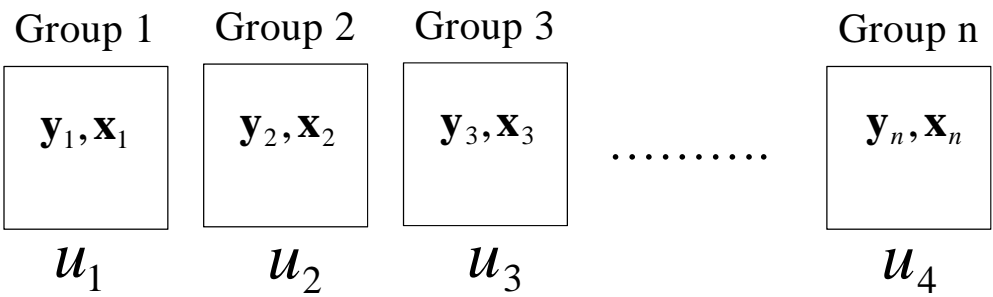 Group 1 Group 2 Group 3 Group n
y₁, x₁ y₂, x₂ y₃, x₃ .......... yₙ, xₙ
u₁ u₂ u₃ u₄